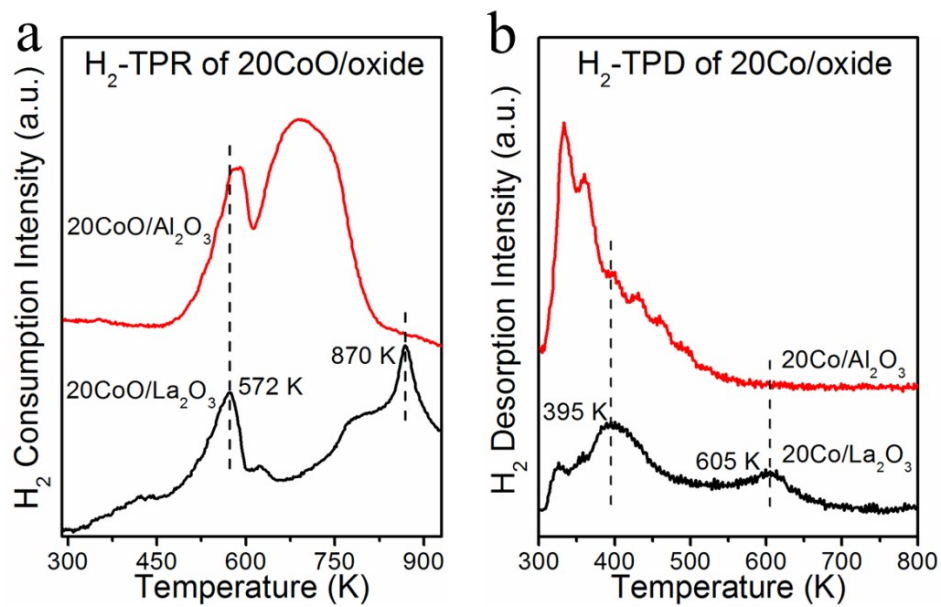 a
H₂-TPR of 20CoO/oxide
H₂ Consumption Intensity (a.u.)
20CoO/Al₂O₃
870 K
20CoO/La₂O₃
572 K
300 450 600 750 900
Temperature (K)
b
H₂-TPD of 20Co/oxide
H₂ Desorption Intensity (a.u.)
20Co/Al₂O₃
395 K
605 K
20Co/La₂O₃
300 400 500 600 700 800
Temperature (K)